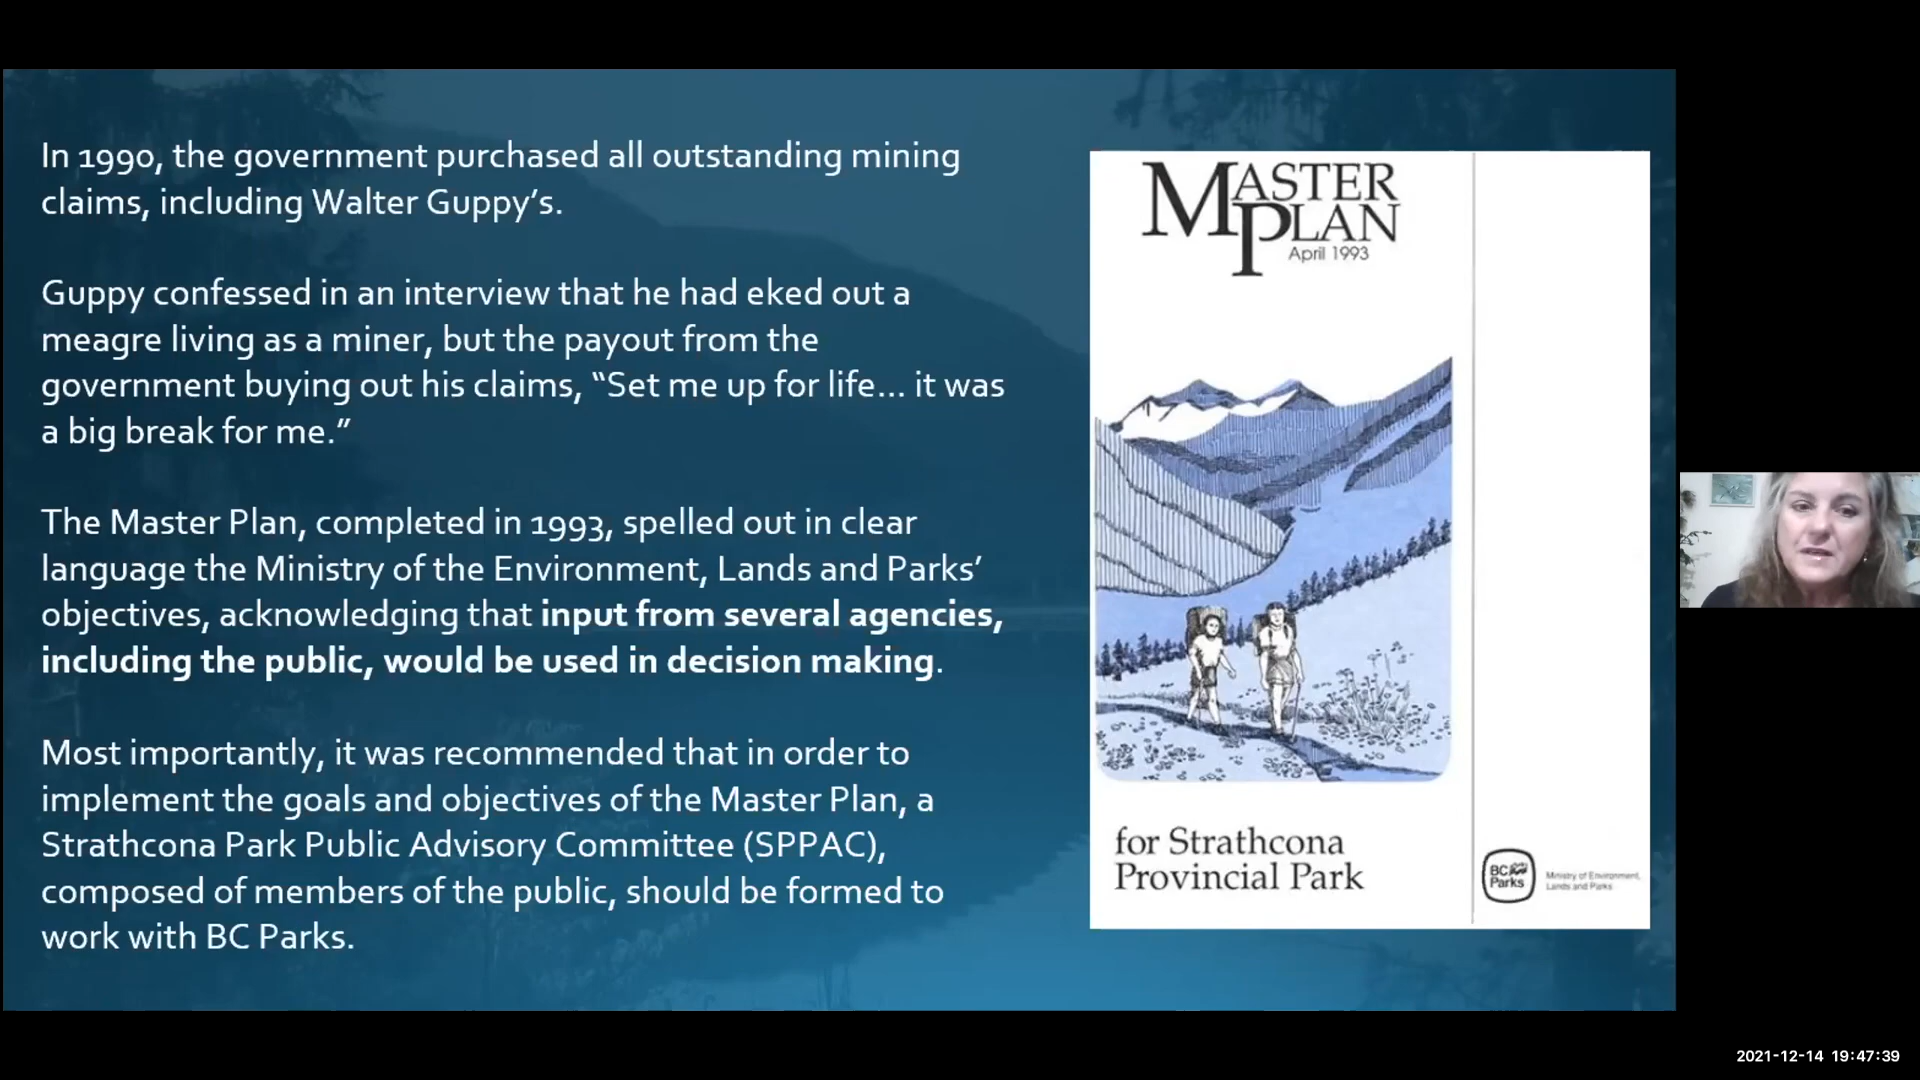 In 1990, the government purchased all outstanding mining
claims, including Walter Guppy’s.
Guppy confessed in an interview that he had eked out a
meagre living as a miner, but the payout from the
government buying out his claims, “Set me up for life... it was
a big break for me.”
The Master Plan, completed in 1993, spelled out in clear
language the Ministry of the Environment, Lands and Parks’
objectives, acknowledging that input from several agencies,
including the public, would be used in decision making.
Most importantly, it was recommended that in order to
implement the goals and objectives of the Master Plan, a
Strathcona Park Public Advisory Committee (SPPAC),
composed of members of the public, should be formed to
work with BC Parks.
MASTER
PLAN
April 1993
for Strathcona
Provincial Park
BC
Parks
Ministry of Environment,
Lands and Parks
2021-12-14 19:47:39